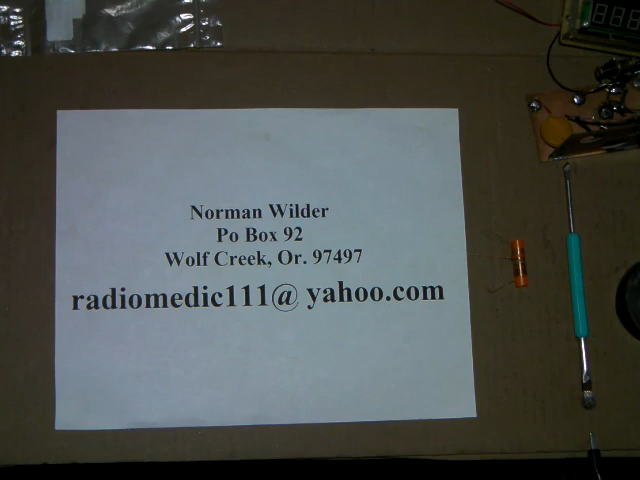 Norman Wilder
Po Box 92
Wolf Creek, Or. 97497
radiomedic111@ yahoo.com